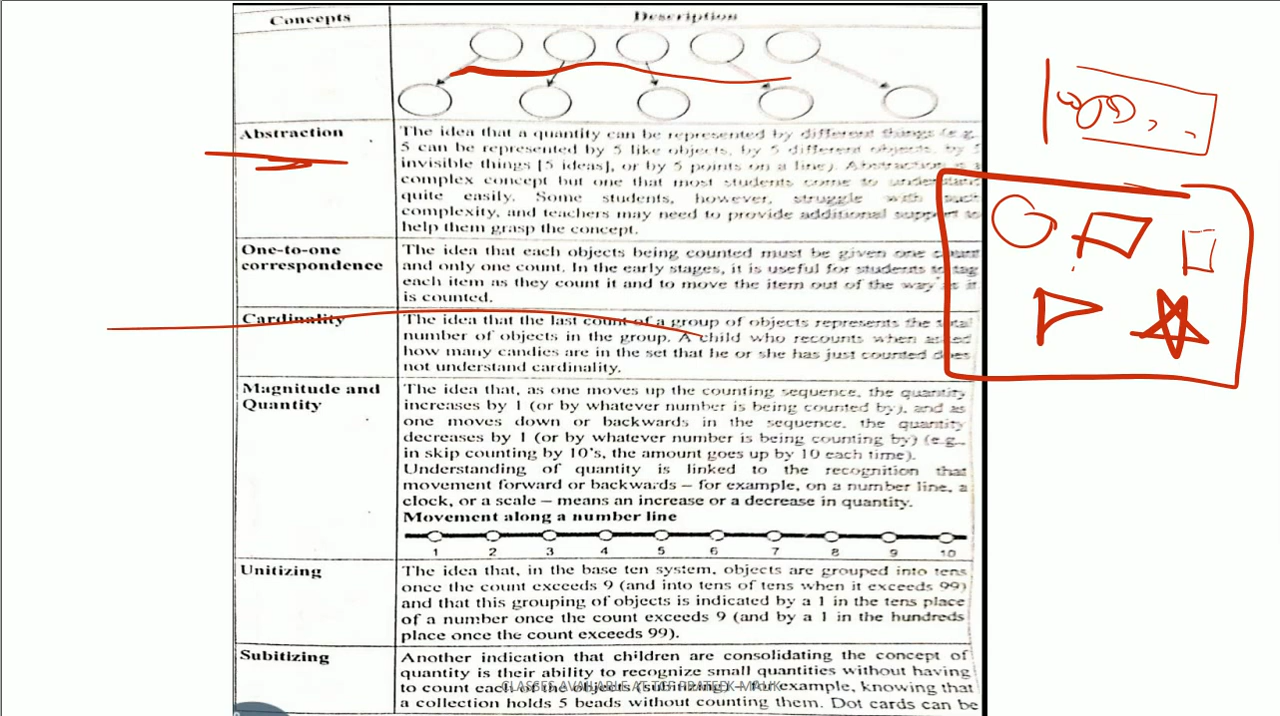 Concepts Description
Abstraction The idea that a quantity can be represented by different things (e.g.,
5 can be represented by 5 like objects, by 5 different objects, by 5
invisible things [5 ideas], or by 5 points on a line). Abstraction is a
complex concept but one that most students come to understand
quite easily. Some students, however, struggle with such
complexity, and teachers may need to provide additional support to
help them grasp the concept.
One-to-one The idea that each objects being counted must be given one count
correspondence and only one count. In the early stages, it is useful for students to tag
each item as they count it and to move the item out of the way as it
is counted.
Cardinality The idea that the last count of a group of objects represents the total
number of objects in the group. A child who recounts when asked
how many candies are in the set that he or she has just counted does
not understand cardinality.
Magnitude and The idea that, as one moves up the counting sequence, the quantity
Quantity increases by 1 (or by whatever number is being counted by), and as
one moves down or backwards in the sequence, the quantity
decreases by 1 (or by whatever number is being counting by) (e.g.,
in skip counting by 10's, the amount goes up by 10 each time).
Understanding of quantity is linked to the recognition that
movement forward or backwards – for example, on a number line, a
clock, or a scale – means an increase or a decrease in quantity.
Movement along a number line
1 2 3 4 5 6 7 8 9 10
Unitizing The idea that, in the base ten system, objects are grouped into tens
once the count exceeds 9 (and into tens of tens when it exceeds 99)
and that this grouping of objects is indicated by a 1 in the tens place
of a number once the count exceeds 9 (and by a 1 in the hundreds
place once the count exceeds 99).
Subitizing Another indication that children are consolidating the concept of
quantity is their ability to recognize small quantities without having
to count each of the objects (subitizing) – for example, knowing that
CLASSES AVAILABLE AT
a collection holds 5 beads without counting them. Dot cards can be